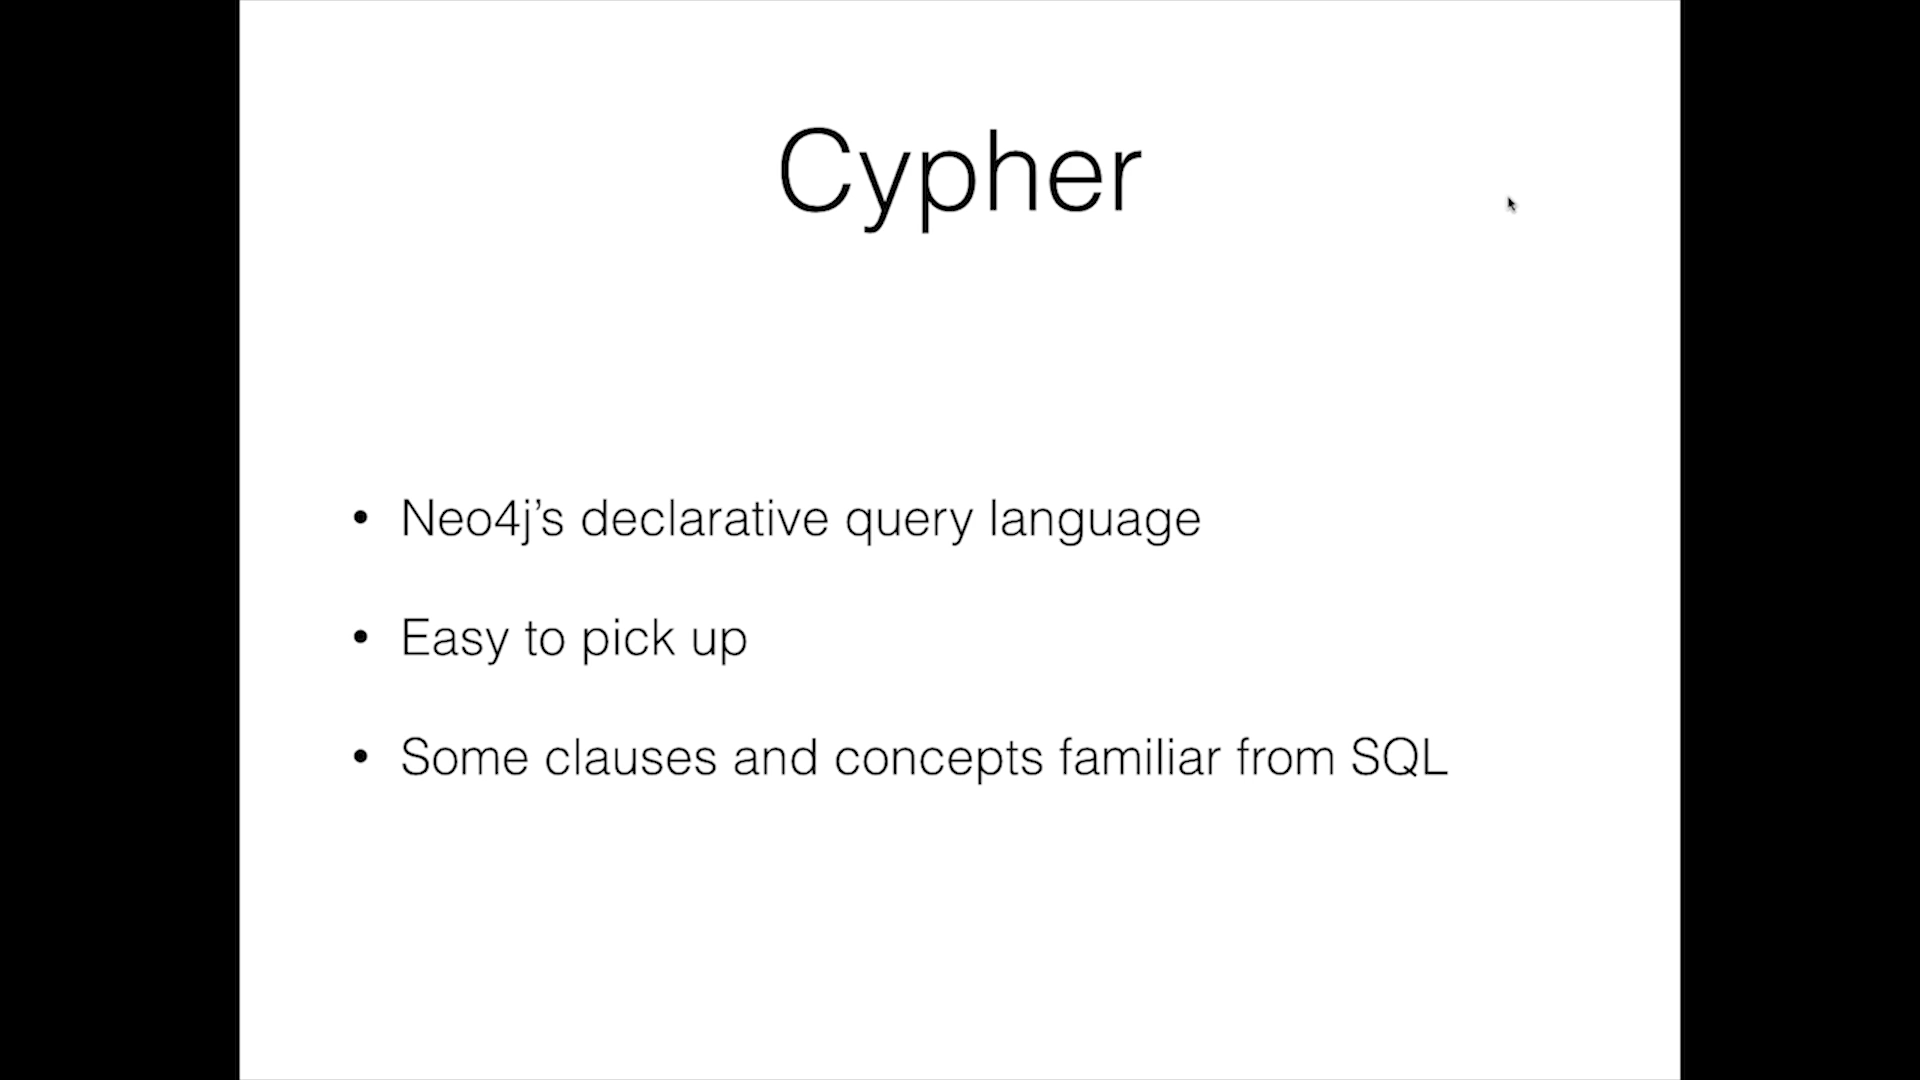 Cypher
• Neo4j’s declarative query language
• Easy to pick up
• Some clauses and concepts familiar from SQL